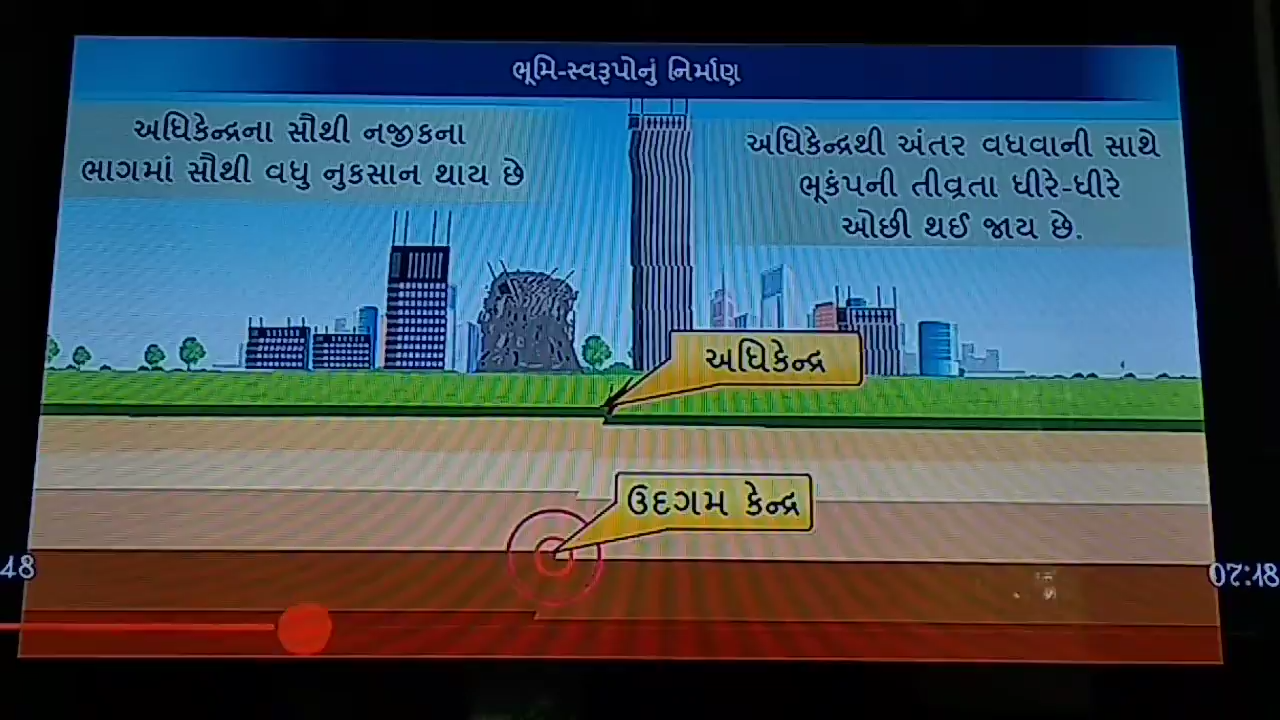 ભૂમિ-સ્વરૂપોનું નિર્માણ
અધિકેન્દ્રના સૌથી નજીકના
ભાગમાં સૌથી વધુ નુકસાન થાય છે
અધિકેન્દ્રથી અંતર વધવાની સાથે
ભૂકંપની તીવ્રતા ધીરે-ધીરે
ઓછી થઈ જાય છે.
અધિકેન્દ્ર
ઉદગમ કેન્દ્ર
48
07:18